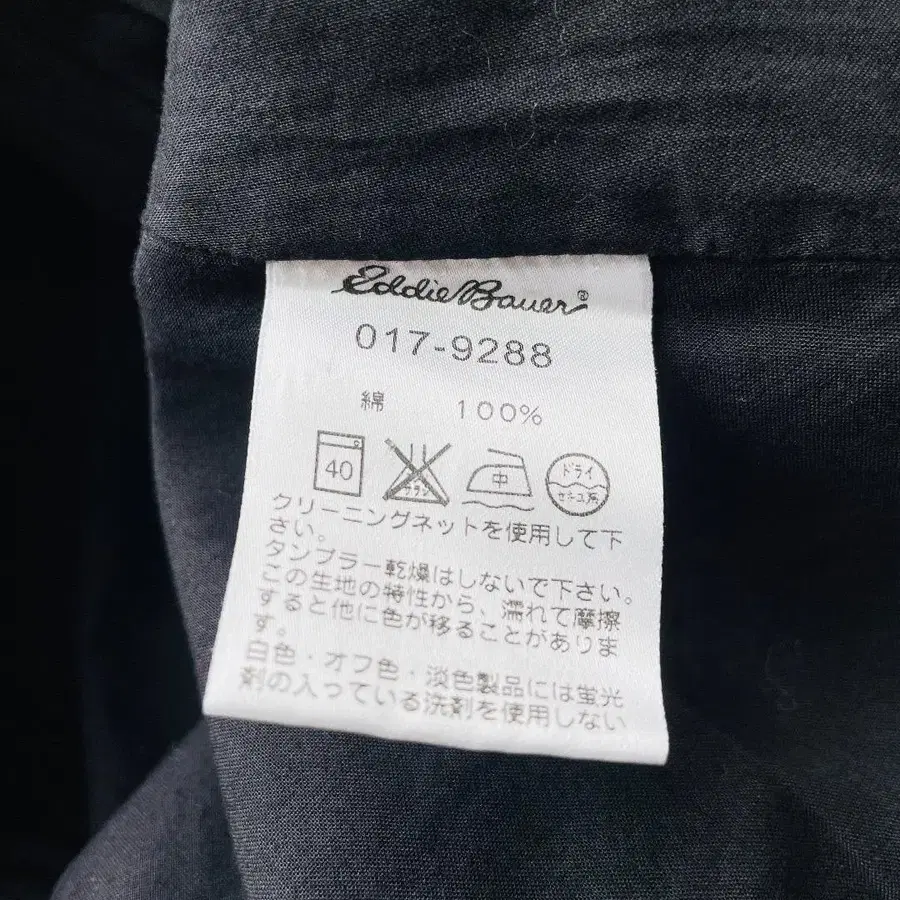 Eddie Bauer®
017-9288
綿 100%
40 中 ドライ
セキユ系
クリーニングネットを使用して下
さい。
タンブラー乾燥はしないで下さい。
この生地の特性から、濡れて摩擦
すると他に色が移ることがありま
す。
白色・オフ色・淡色製品には蛍光
剤の入っている洗剤を使用しない